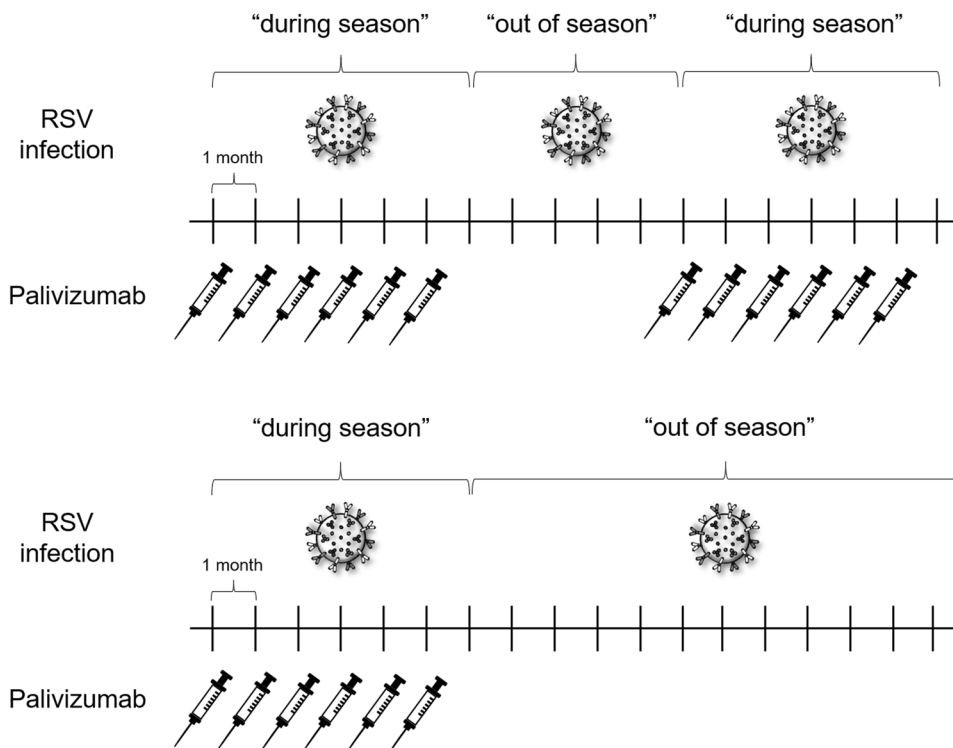 “during season” “out of season” “during season”
RSV
infection
1 month
Palivizumab
“during season” “out of season”
RSV
infection
1 month
Palivizumab